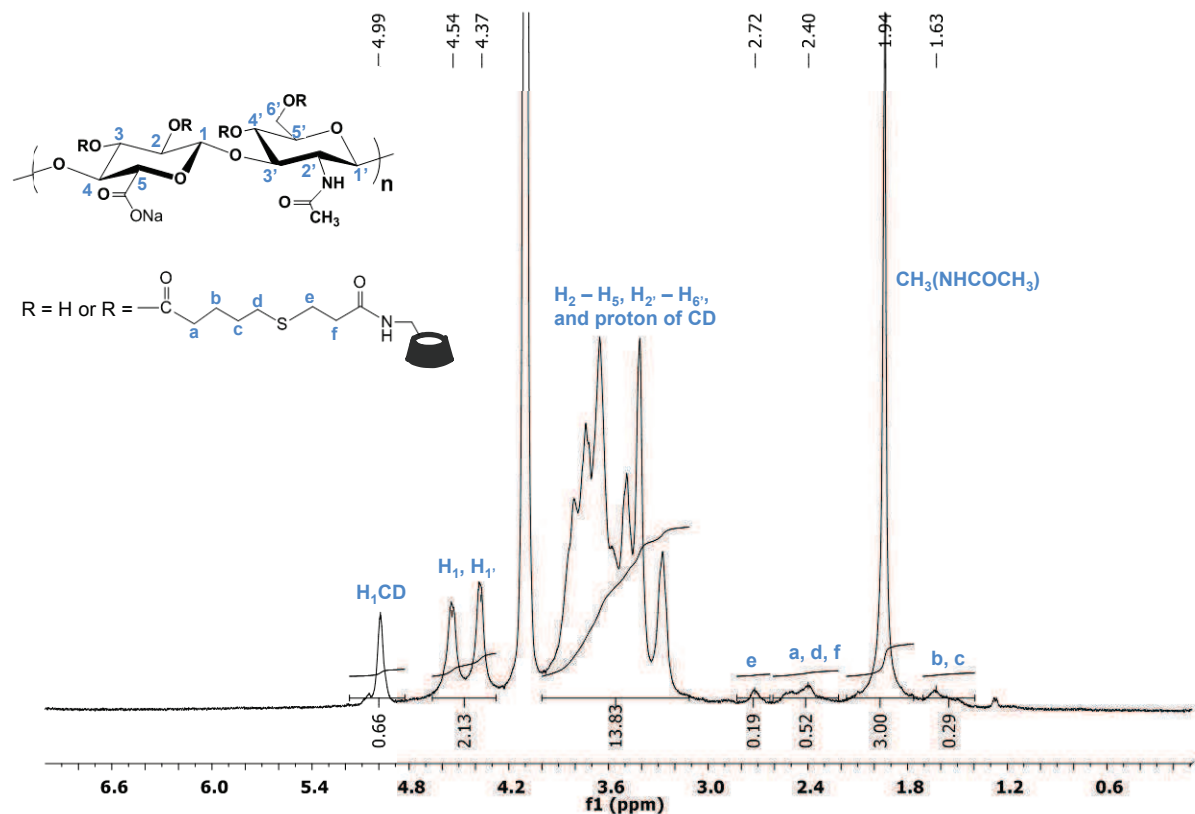 4.99
4.54
4.37
2.72
2.40
1.94
1.63
OR
6'
4'
RO
5'
O
OR
3
2
1
RO
O
O
3'
2'
1'
n
4
5
O
NH
O
ONa
O
CH₃
R = H or R =
O
b
d
e
O
a
c
S
f
N
H
CH₃(NHCOCH₃)
H₂ – H₅, H₂' – H₆',
and proton of CD
H₁, H₁'
H₁CD
e
a, d, f
b, c
0.66
2.13
13.83
0.19
0.52
3.00
0.29
6.6
6.0
5.4
4.8
4.2
3.6
3.0
2.4
1.8
1.2
0.6
f1 (ppm)